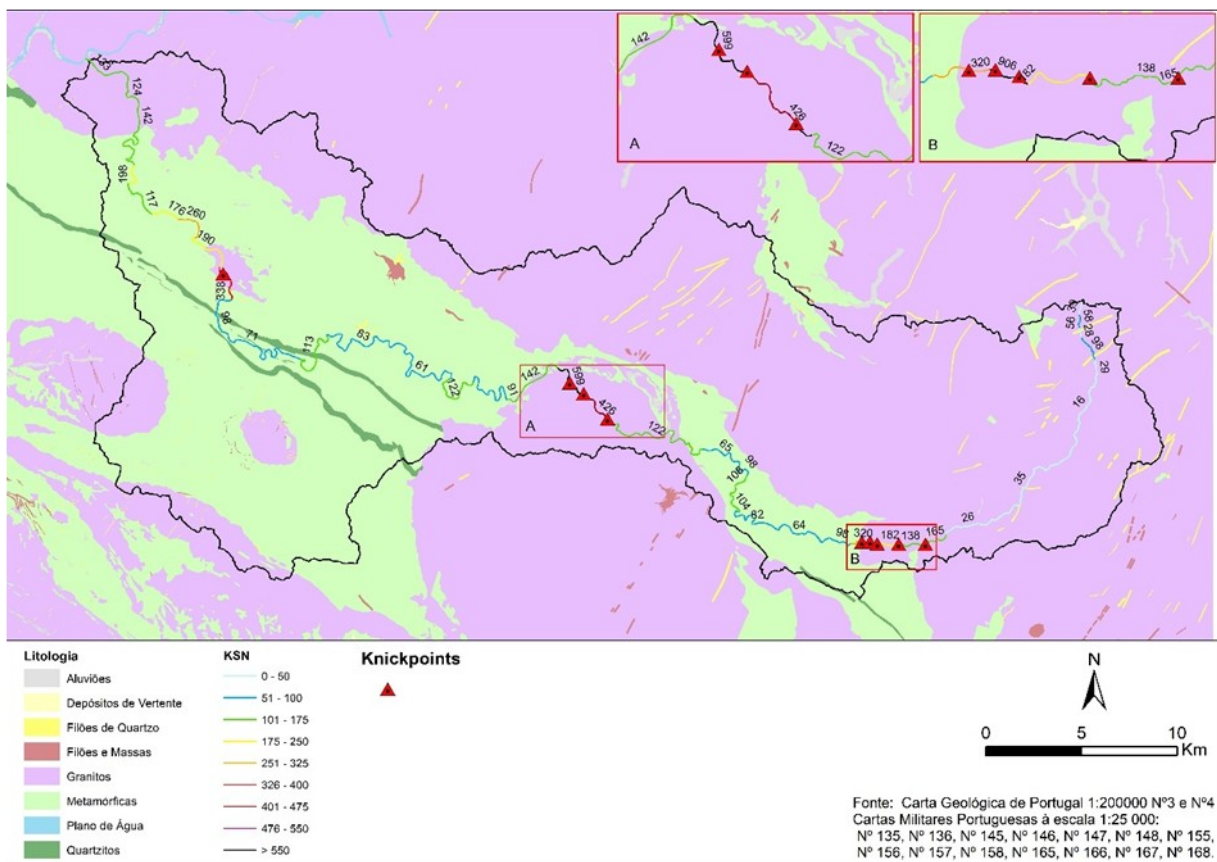 142
599
426
122
A
320
906
82
138
165
B
135
124
142
198
117
176
260
190
338
98
71
113
83
61
122
91
142
599
426
122
A
65
98
108
104
82
64
95
320
182
138
165
B
26
35
16
29
98
28
58
56
Litologia
Aluviões
Depósitos de Vertente
Filões de Quartzo
Filões e Massas
Granitos
Metamórficas
Plano de Água
Quartzitos
KSN
0 - 50
51 - 100
101 - 175
175 - 250
251 - 325
326 - 400
401 - 475
476 - 550
> 550
Knickpoints
N
0 5 10
Km
Fonte: Carta Geológica de Portugal 1:200000 Nº3 e Nº4
Cartas Militares Portuguesas à escala 1:25 000:
Nº 135, Nº 136, Nº 145, Nº 146, Nº 147, Nº 148, Nº 155,
Nº 156, Nº 157, Nº 158, Nº 165, Nº 166, Nº 167, Nº 168.